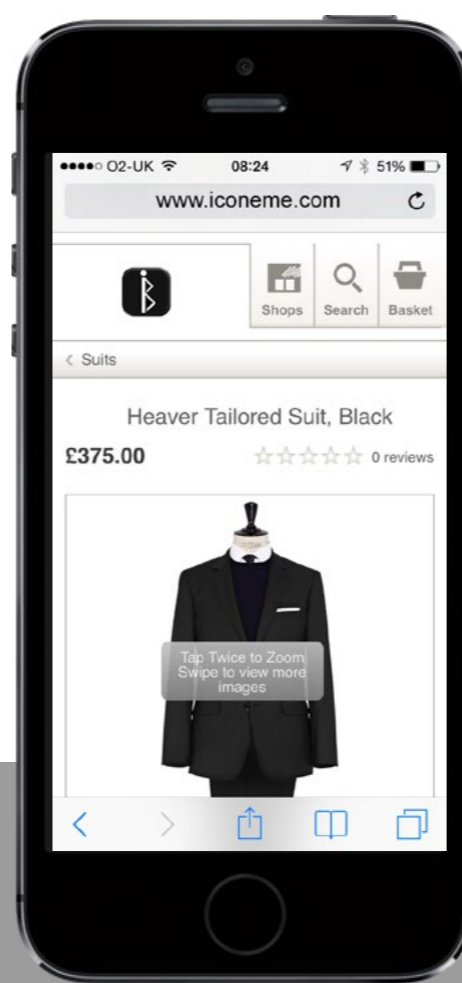 O2-UK 08:24 51%
www.iconeme.com
Shops Search Basket
< Suits
Heaver Tailored Suit, Black
£375.00 0 reviews
Tap Twice to Zoom
Swipe to view more
images